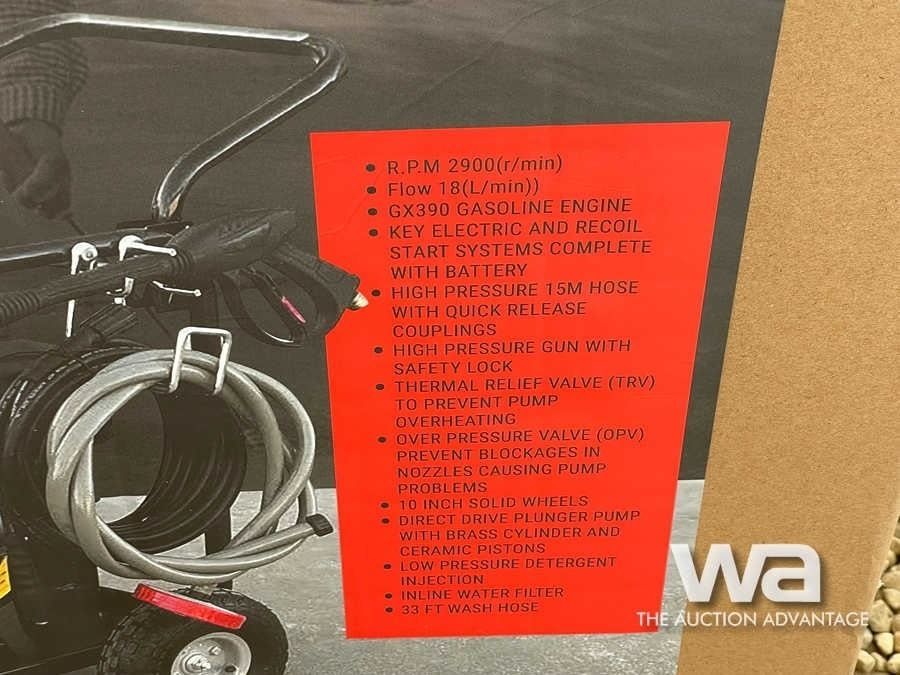 • R.P.M 2900(r/min)
• Flow 18(L/min))
• GX390 GASOLINE ENGINE
• KEY ELECTRIC AND RECOIL
START SYSTEMS COMPLETE
WITH BATTERY
• HIGH PRESSURE 15M HOSE
WITH QUICK RELEASE
COUPLINGS
• HIGH PRESSURE GUN WITH
SAFETY LOCK
• THERMAL RELIEF VALVE (TRV)
TO PREVENT PUMP
OVERHEATING
• OVER PRESSURE VALVE (OPV)
PREVENT BLOCKAGES IN
NOZZLES CAUSING PUMP
PROBLEMS
• 10 INCH SOLID WHEELS
• DIRECT DRIVE PLUNGER PUMP
WITH BRASS CYLINDER AND
CERAMIC PISTONS
• LOW PRESSURE DETERGENT
INJECTION
• INLINE WATER FILTER
• 33 FT WASH HOSE
wa
THE AUCTION ADVANTAGE